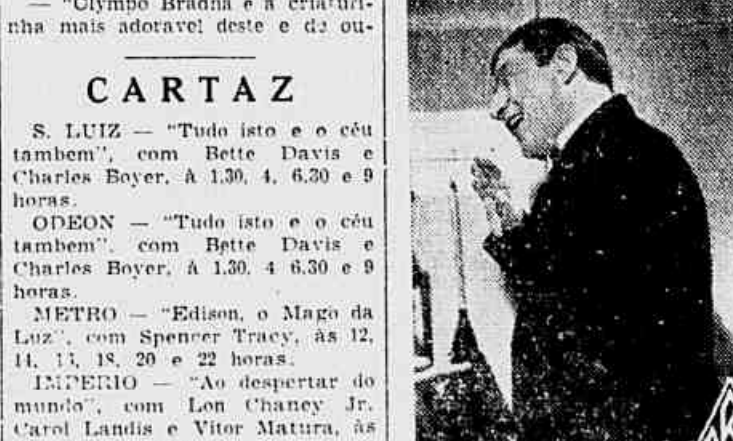 — "Olympo Bradna é a criaturi-
nha mais adoravel deste e de ou-
CARTAZ
S. LUIZ — "Tudo isto e o céu
tambem", com Bette Davis e
Charles Boyer, à 1.30, 4, 6.30 e 9
horas.
ODEON — "Tudo isto e o céu
tambem", com Bette Davis e
Charles Boyer, à 1.30, 4 6.30 e 9
horas.
METRO — "Edison, o Mago da
Luz", com Spencer Tracy, às 12,
14, 18, 20 e 22 horas.
IMPERIO — "Ao despertar do
mundo", com Lon Chaney Jr.
Carol Landis e Vitor Matura, às